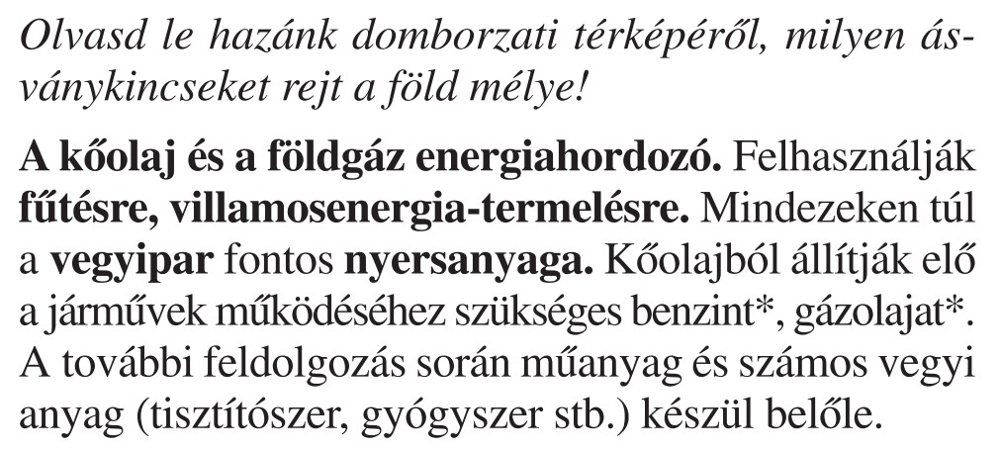 Olvasd le hazánk domborzati térképéről, milyen ás-
ványkincseket rejt a föld mélye!
A kőolaj és a földgáz energiahordozó. Felhasználják
fűtésre, villamosenergia-termelésre. Mindezeken túl
a vegyipar fontos nyersanyaga. Kőolajból állítják elő
a járművek működéséhez szükséges benzint*, gázolajat*.
A további feldolgozás során műanyag és számos vegyi
anyag (tisztítószer, gyógyszer stb.) készül belőle.